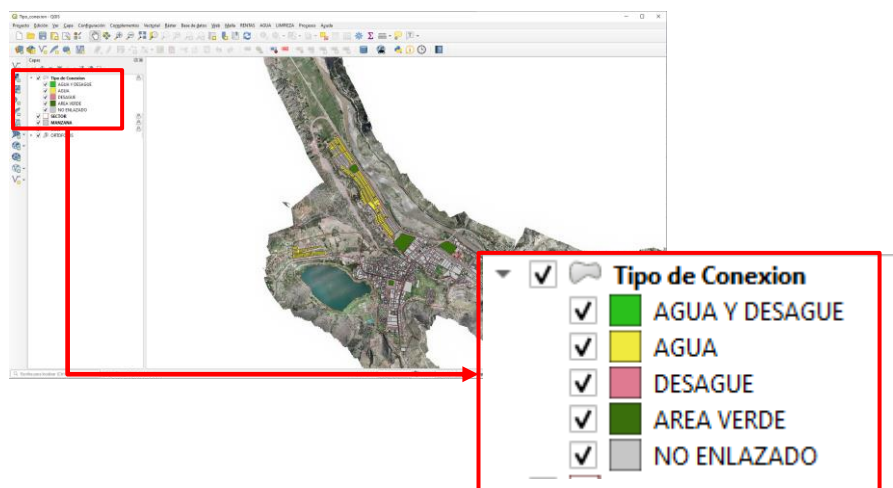 Tipo_conexion - QGIS
Proyecto Edición Ver Capa Configuración Complementos Vectorial Ráster Base de datos Web Malla RENTAS AGUA LIMPIEZA Proceso Ayuda
Capas
Tipo de Conexion
AGUA Y DESAGUE
AGUA
DESAGUE
AREA VERDE
NO ENLAZADO
SECTOR
MANZANA
Tipo de Conexion
AGUA Y DESAGUE
AGUA
DESAGUE
AREA VERDE
NO ENLAZADO